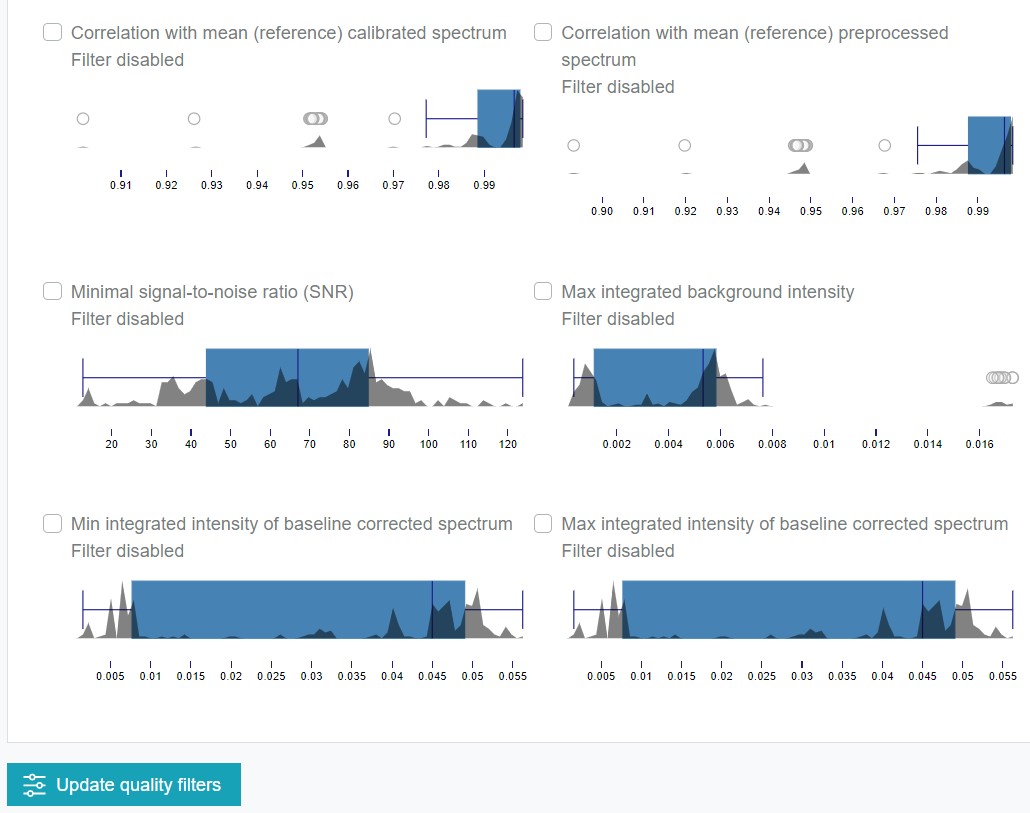 Correlation with mean (reference) calibrated spectrum
Filter disabled
0.91 0.92 0.93 0.94 0.95 0.96 0.97 0.98 0.99
Correlation with mean (reference) preprocessed
spectrum
Filter disabled
0.90 0.91 0.92 0.93 0.94 0.95 0.96 0.97 0.98 0.99
Minimal signal-to-noise ratio (SNR)
Filter disabled
20 30 40 50 60 70 80 90 100 110 120
Max integrated background intensity
Filter disabled
0.002 0.004 0.006 0.008 0.01 0.012 0.014 0.016
Min integrated intensity of baseline corrected spectrum
Filter disabled
0.005 0.01 0.015 0.02 0.025 0.03 0.035 0.04 0.045 0.05 0.055
Max integrated intensity of baseline corrected spectrum
Filter disabled
0.005 0.01 0.015 0.02 0.025 0.03 0.035 0.04 0.045 0.05 0.055
Update quality filters